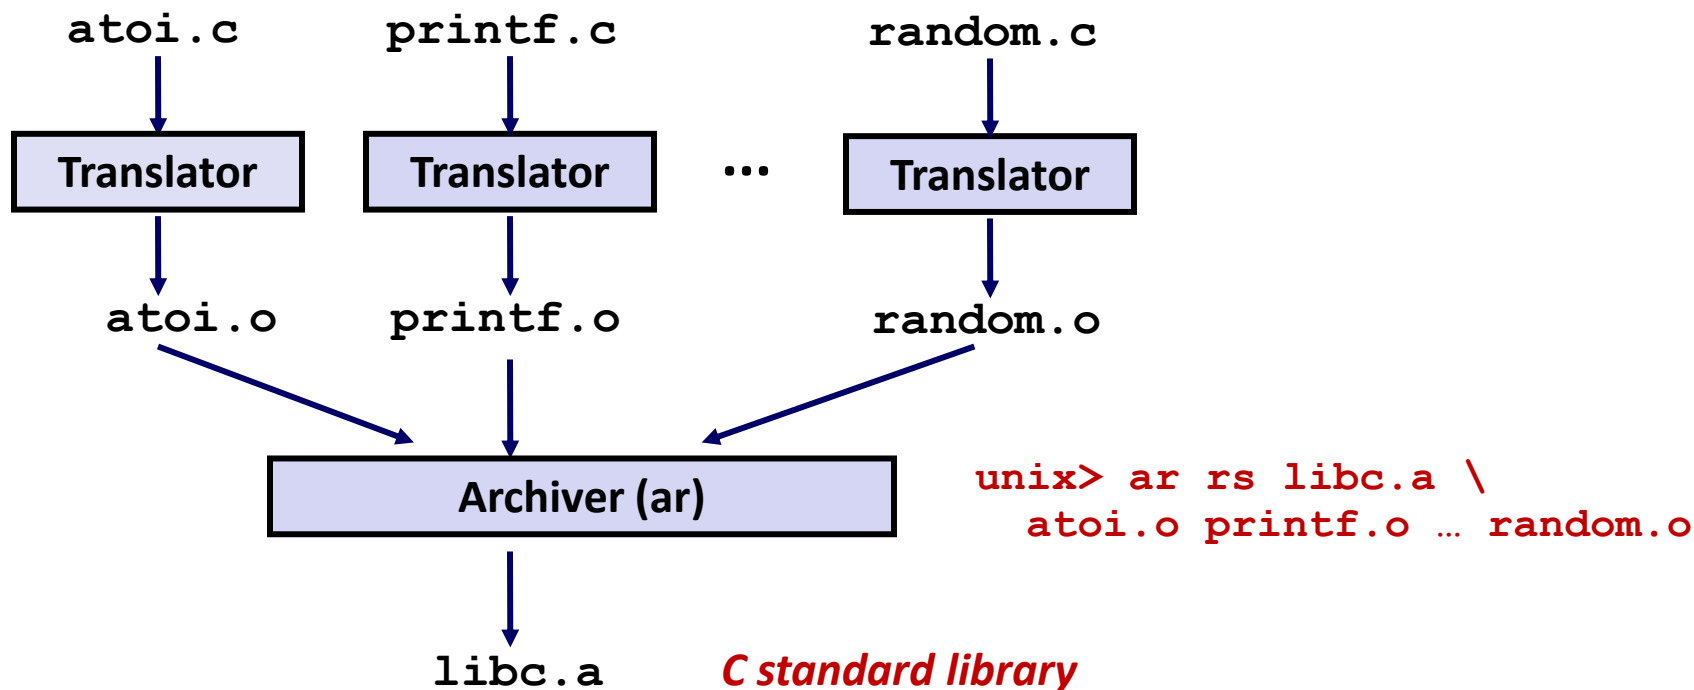 atoi.c printf.c random.c
Translator Translator ... Translator
atoi.o printf.o random.o
Archiver (ar)
unix> ar rs libc.a \
atoi.o printf.o … random.o
libc.a C standard library